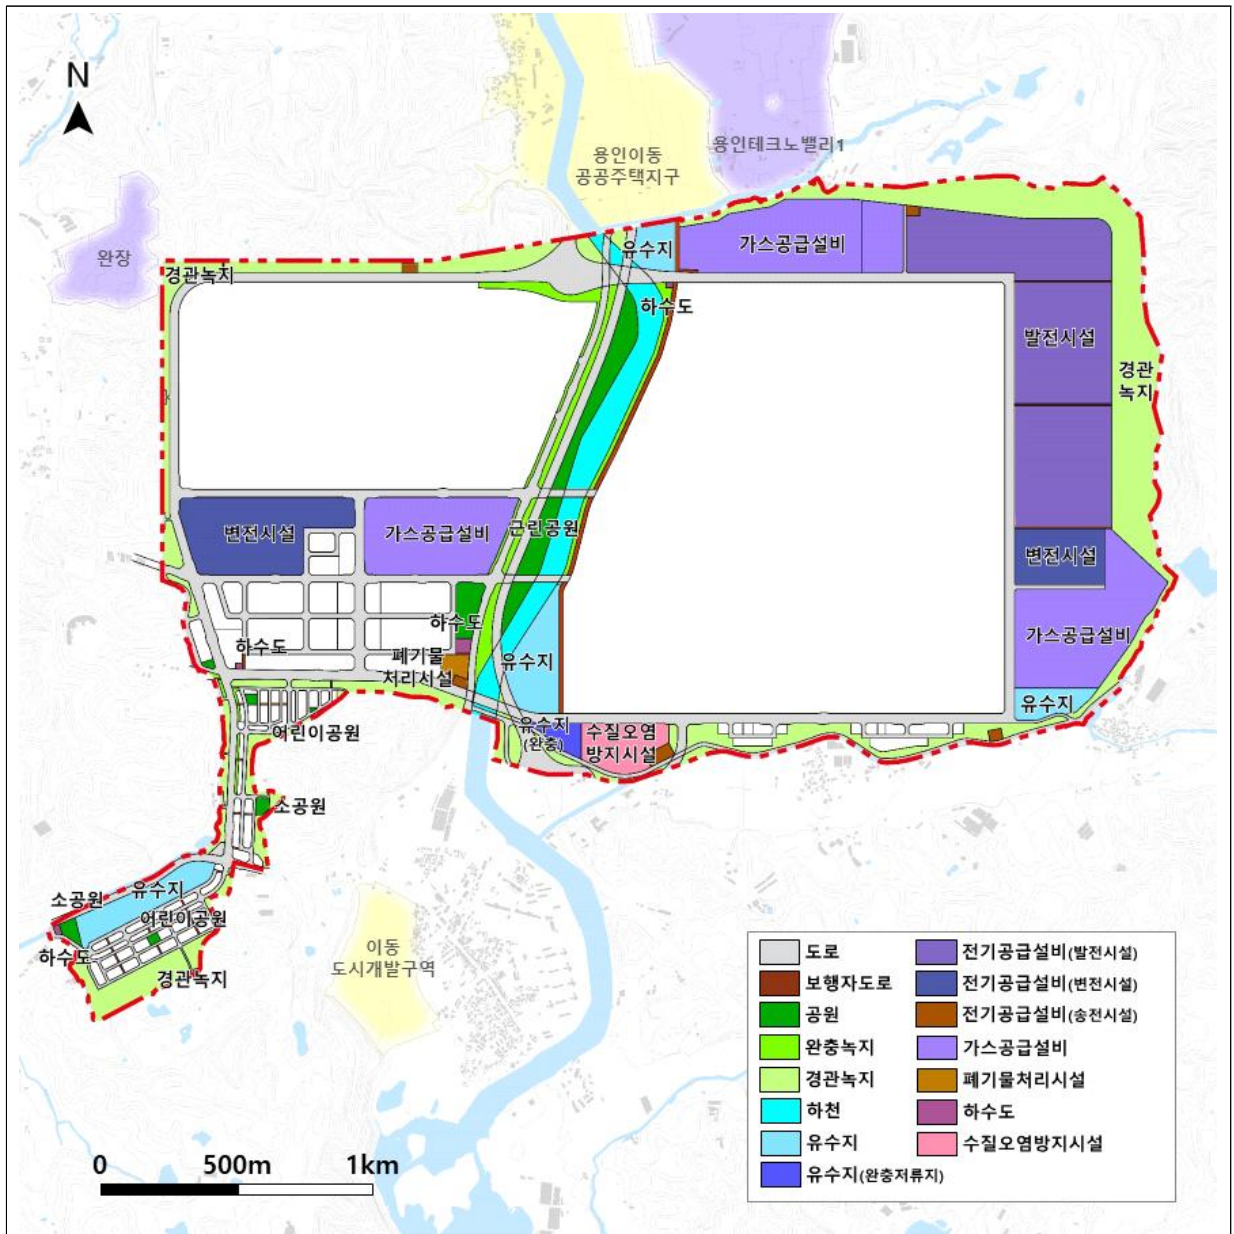 N
용인이동
공공주택지구
용인테크노밸리1
완장
경관녹지
유수지
가스공급설비
하수도
발전시설
경관
녹지
변전시설
가스공급설비
근린공원
변전시설
하수도
하수도
폐기물
처리시설
유수지
가스공급설비
유수지
어린이공원
유수지
(완충)
수질오염
방지시설
소공원
소공원
유수지
어린이공원
하수도
경관녹지
이동
도시개발구역
도로
보행자도로
공원
완충녹지
경관녹지
하천
유수지
유수지(완충저류지)
전기공급설비(발전시설)
전기공급설비(변전시설)
전기공급설비(송전시설)
가스공급설비
폐기물처리시설
하수도
수질오염방지시설
0 500m 1km